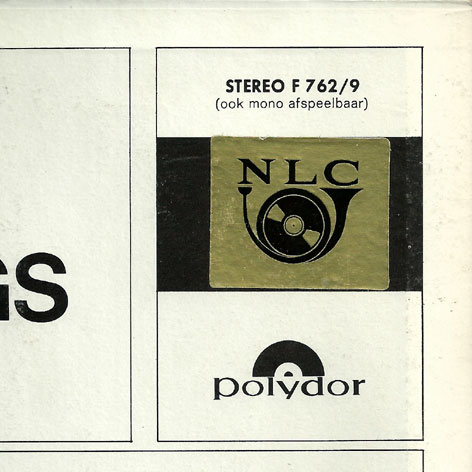 STEREO F 762/9
(ook mono afspeelbaar)
NLC
GS
polydor